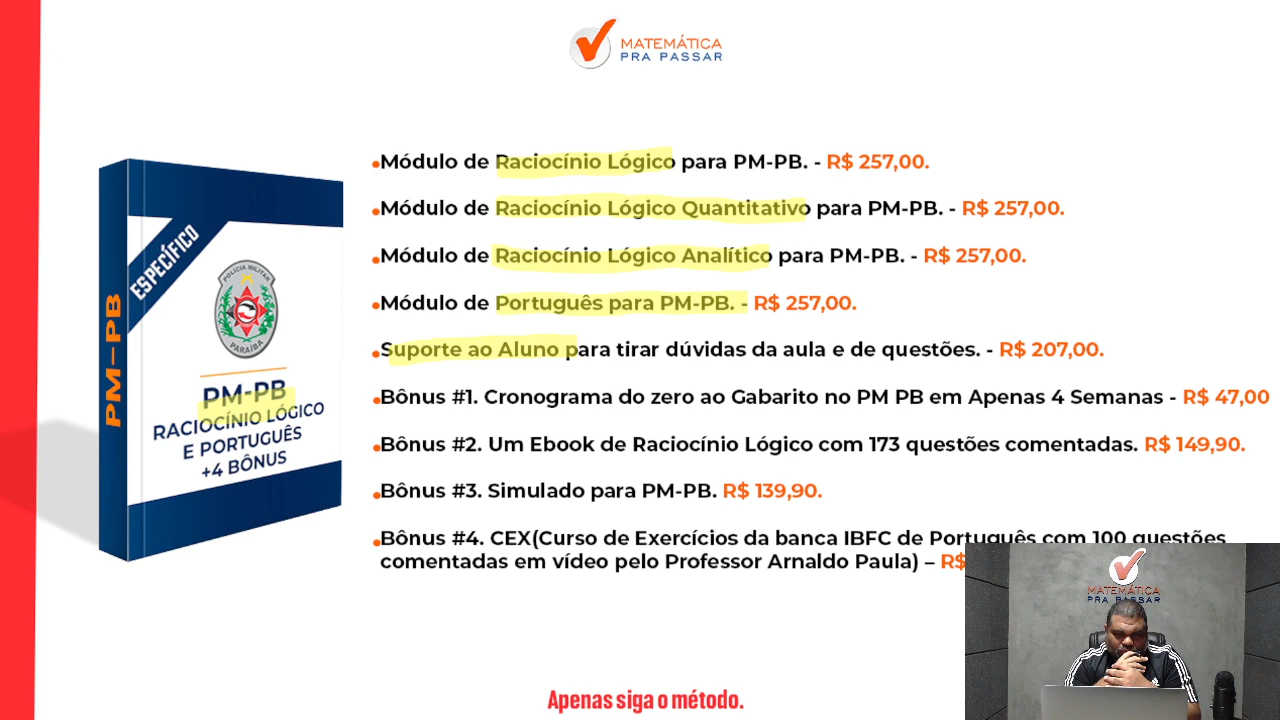 MATEMÁTICA
PRA PASSAR
Módulo de Raciocínio Lógico para PM-PB. - R$ 257,00.
Módulo de Raciocínio Lógico Quantitativo para PM-PB. - R$ 257,00.
Módulo de Raciocínio Lógico Analítico para PM-PB. - R$ 257,00.
Módulo de Português para PM-PB. - R$ 257,00.
Suporte ao Aluno para tirar dúvidas da aula e de questões. - R$ 207,00.
Bônus #1. Cronograma do zero ao Gabarito no PM PB em Apenas 4 Semanas - R$ 47,00
Bônus #2. Um Ebook de Raciocínio Lógico com 173 questões comentadas. R$ 149,90.
Bônus #3. Simulado para PM-PB. R$ 139,90.
Bônus #4. CEX(Curso de Exercícios da banca IBFC de Português com 100 questões
comentadas em vídeo pelo Professor Arnaldo Paula) – R$
PM-PB
ESPECÍFICO
POLÍCIA MILITAR
PARAÍBA
PM-PB
RACIOCÍNIO LÓGICO
E PORTUGUÊS
+4 BÔNUS
MATEMÁTICA
PRA PASSAR
Apenas siga o método.